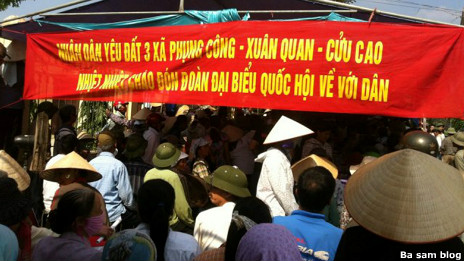 NHÂN DÂN YÊU ĐẤT 3 XÃ PHỤNG CÔNG - XUÂN QUAN - CỬU CAO
NHIỆT NHIỆT CHÀO ĐÓN ĐOÀN ĐẠI BIỂU QUỐC HỘI VỀ VỚI DÂN
Ba sam blog